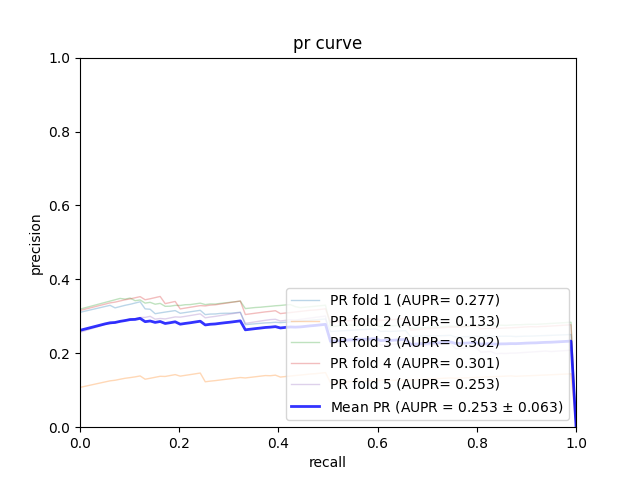 pr curve
1.0
0.8
0.6
0.4
0.2
0.0
precision
PR fold 1 (AUPR= 0.277)
PR fold 2 (AUPR= 0.133)
PR fold 3 (AUPR= 0.302)
PR fold 4 (AUPR= 0.301)
PR fold 5 (AUPR= 0.253)
Mean PR (AUPR = 0.253 ± 0.063)
0.0 0.2 0.4 0.6 0.8 1.0
recall